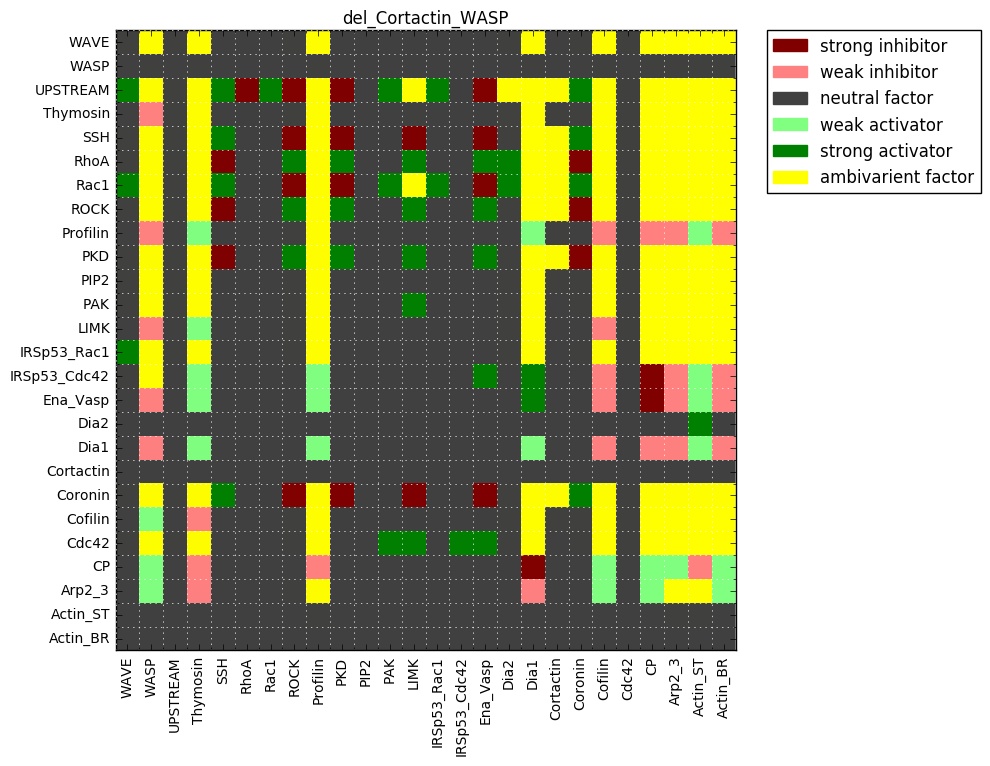 del_Cortactin_WASP
strong inhibitor
weak inhibitor
neutral factor
weak activator
strong activator
ambivarient factor
WAVE
WASP
UPSTREAM
Thymosin
SSH
RhoA
Rac1
ROCK
Profilin
PKD
PIP2
PAK
LIMK
IRSp53_Rac1
IRSp53_Cdc42
Ena_Vasp
Dia2
Dia1
Cortactin
Coronin
Cofilin
Cdc42
CP
Arp2_3
Actin_ST
Actin_BR
WAVE
WASP
UPSTREAM
Thymosin
SSH
RhoA
Rac1
ROCK
Profilin
PKD
PIP2
PAK
LIMK
IRSp53_Rac1
IRSp53_Cdc42
Ena_Vasp
Dia2
Dia1
Cortactin
Coronin
Cofilin
Cdc42
CP
Arp2_3
Actin_ST
Actin_BR